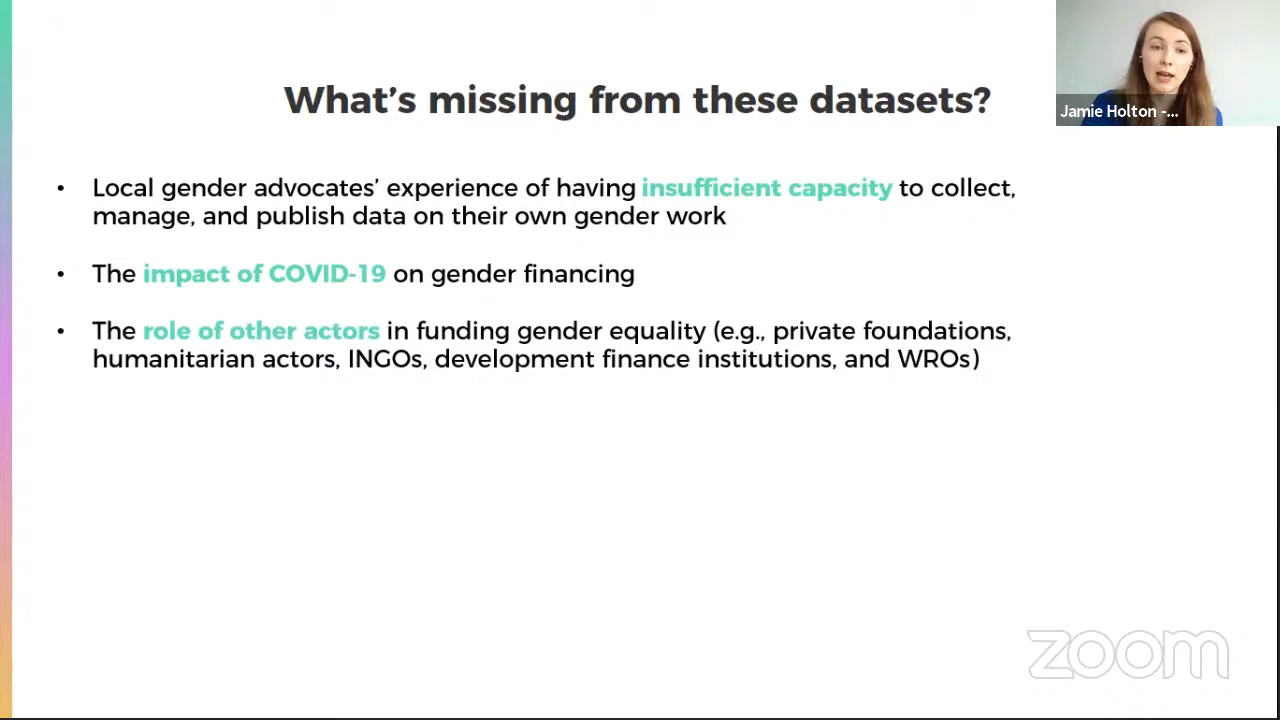 What's missing from these datasets?
Jamie Holton -...
• Local gender advocates' experience of having insufficient capacity to collect,
manage, and publish data on their own gender work
• The impact of COVID-19 on gender financing
• The role of other actors in funding gender equality (e.g., private foundations,
humanitarian actors, INGOs, development finance institutions, and WROs)
zoom